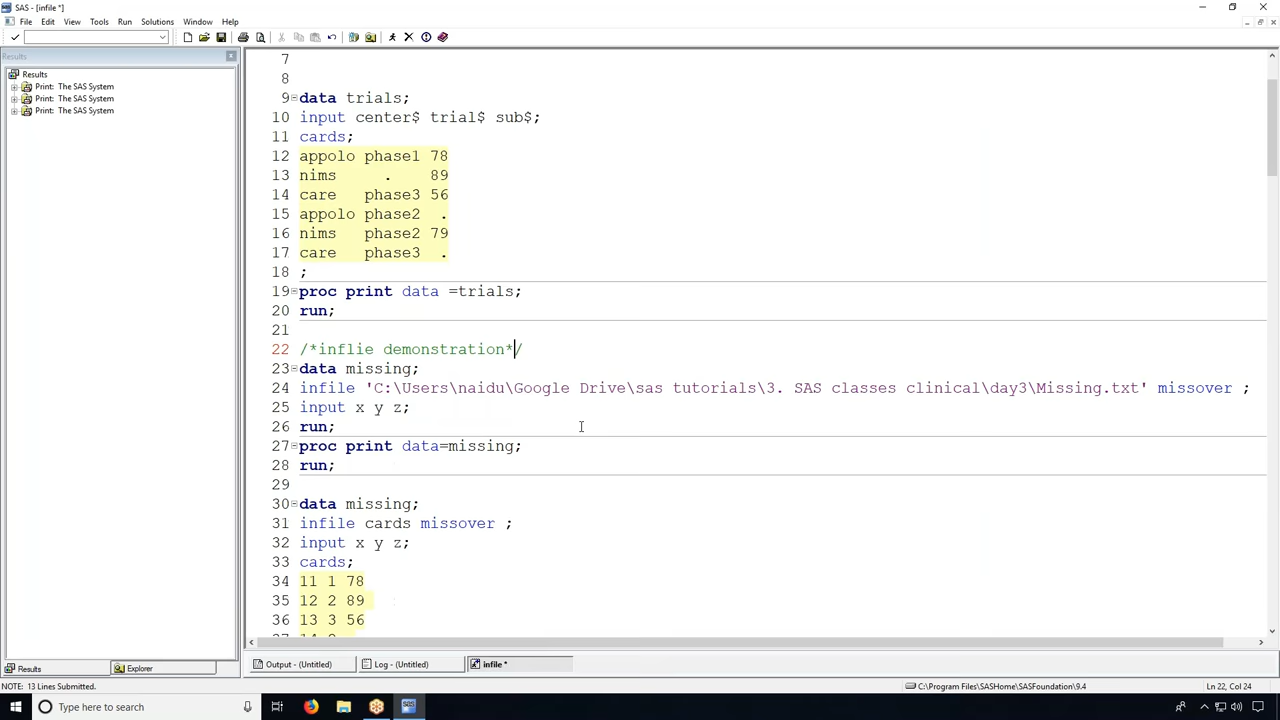 SAS - [infile *]
File Edit View Tools Run Solutions Window Help
Results
Results
Print: The SAS System
Print: The SAS System
Print: The SAS System
7
8
9 data trials;
10 input center$ trial$ sub$;
11 cards;
12 appolo phase1 78
13 nims . 89
14 care phase3 56
15 appolo phase2 .
16 nims phase2 79
17 care phase3 .
18 ;
19 proc print data =trials;
20 run;
21
22 /*inflie demonstration*/
23 data missing;
24 infile 'C:\Users\naidu\Google Drive\sas tutorials\3. SAS classes clinical\day3\Missing.txt' missover ;
25 input x y z;
26 run;
27 proc print data=missing;
28 run;
29
30 data missing;
31 infile cards missover ;
32 input x y z;
33 cards;
34 11 1 78
35 12 2 89
36 13 3 56
Results Explorer Output - (Untitled) Log - (Untitled) infile *
NOTE: 13 Lines Submitted. C:\Program Files\SASHome\SASFoundation\9.4 Ln 22, Col 24
Type here to search